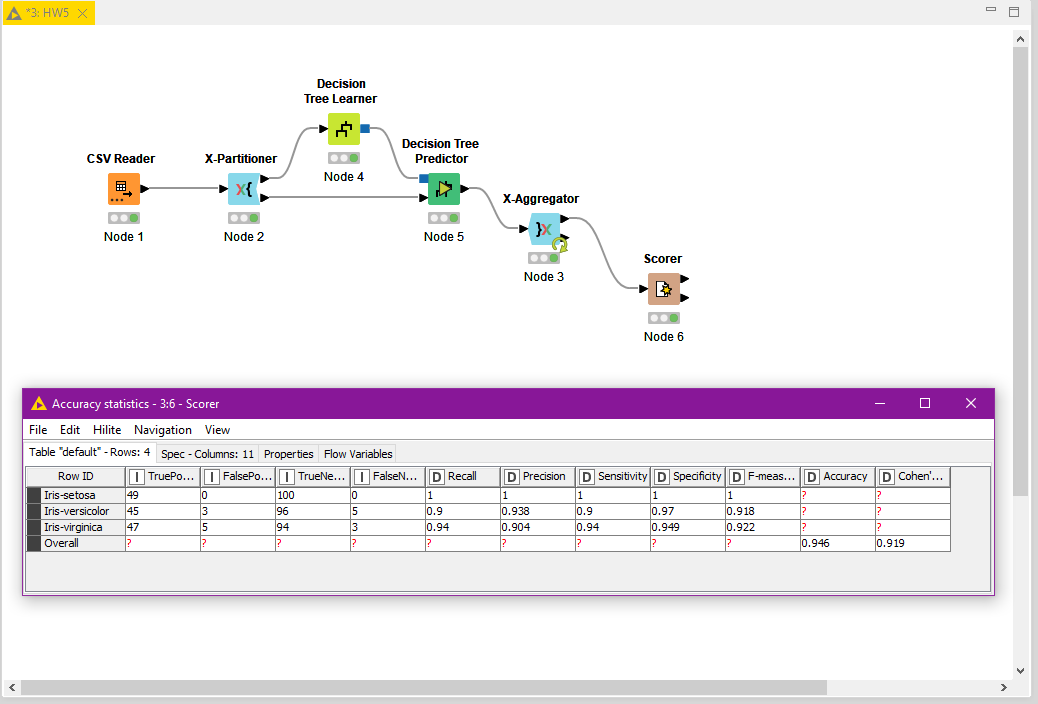 *3: HW5
Decision
Tree Learner
Node 4
CSV Reader
Node 1
X-Partitioner
Node 2
Decision Tree
Predictor
Node 5
X-Aggregator
Node 3
Scorer
Node 6
Accuracy statistics - 3:6 - Scorer
File Edit Hilite Navigation View
Table "default" - Rows: 4 Spec - Columns: 11 Properties Flow Variables
Row ID I TruePo... I FalsePo... I TrueNe... I FalseN... D Recall D Precision D Sensitivity D Specificity D F-meas... D Accuracy D Cohen'...
Iris-setosa 49 0 100 0 1 1 1 1 1 ? ?
Iris-versicolor 45 3 96 5 0.9 0.938 0.9 0.97 0.918 ? ?
Iris-virginica 47 5 94 3 0.94 0.904 0.94 0.949 0.922 ? ?
Overall ? ? ? ? ? ? ? ? ? 0.946 0.919